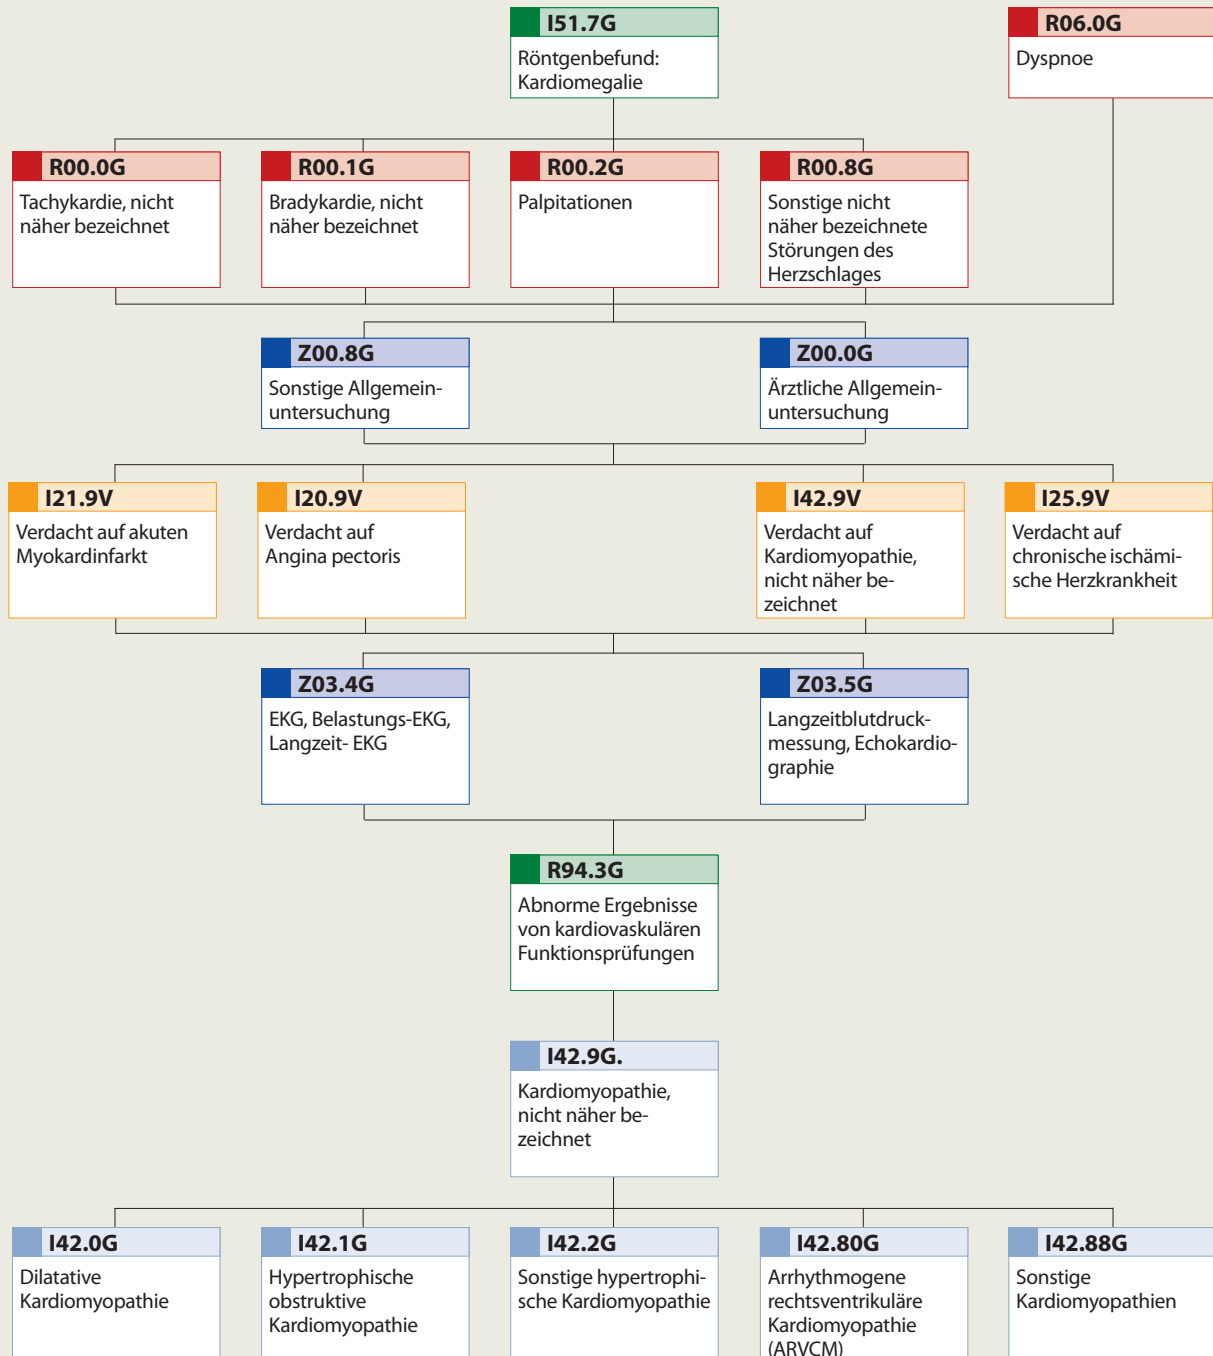 I51.7G
Röntgenbefund:
Kardiomegalie
R06.0G
Dyspnoe
R00.0G
Tachykardie, nicht
näher bezeichnet
R00.1G
Bradykardie, nicht
näher bezeichnet
R00.2G
Palpitationen
R00.8G
Sonstige nicht
näher bezeichnete
Störungen des
Herzschlages
Z00.8G
Sonstige Allgemein-
untersuchung
Z00.0G
Ärztliche Allgemein-
untersuchung
I21.9V
Verdacht auf akuten
Myokardinfarkt
I20.9V
Verdacht auf
Angina pectoris
I42.9V
Verdacht auf
Kardiomyopathie,
nicht näher be-
zeichnet
I25.9V
Verdacht auf
chronische ischämi-
sche Herzkrankheit
Z03.4G
EKG, Belastungs-EKG,
Langzeit- EKG
Z03.5G
Langzeitblutdruck-
messung, Echokardio-
graphie
R94.3G
Abnorme Ergebnisse
von kardiovaskulären
Funktionsprüfungen
I42.9G.
Kardiomyopathie,
nicht näher be-
zeichnet
I42.0G
Dilatative
Kardiomyopathie
I42.1G
Hypertrophische
obstruktive
Kardiomyopathie
I42.2G
Sonstige hypertrophi-
sche Kardiomyopathie
I42.80G
Arrhythmogene
rechtsventrikuläre
Kardiomyopathie
(ARVCM)
I42.88G
Sonstige
Kardiomyopathien